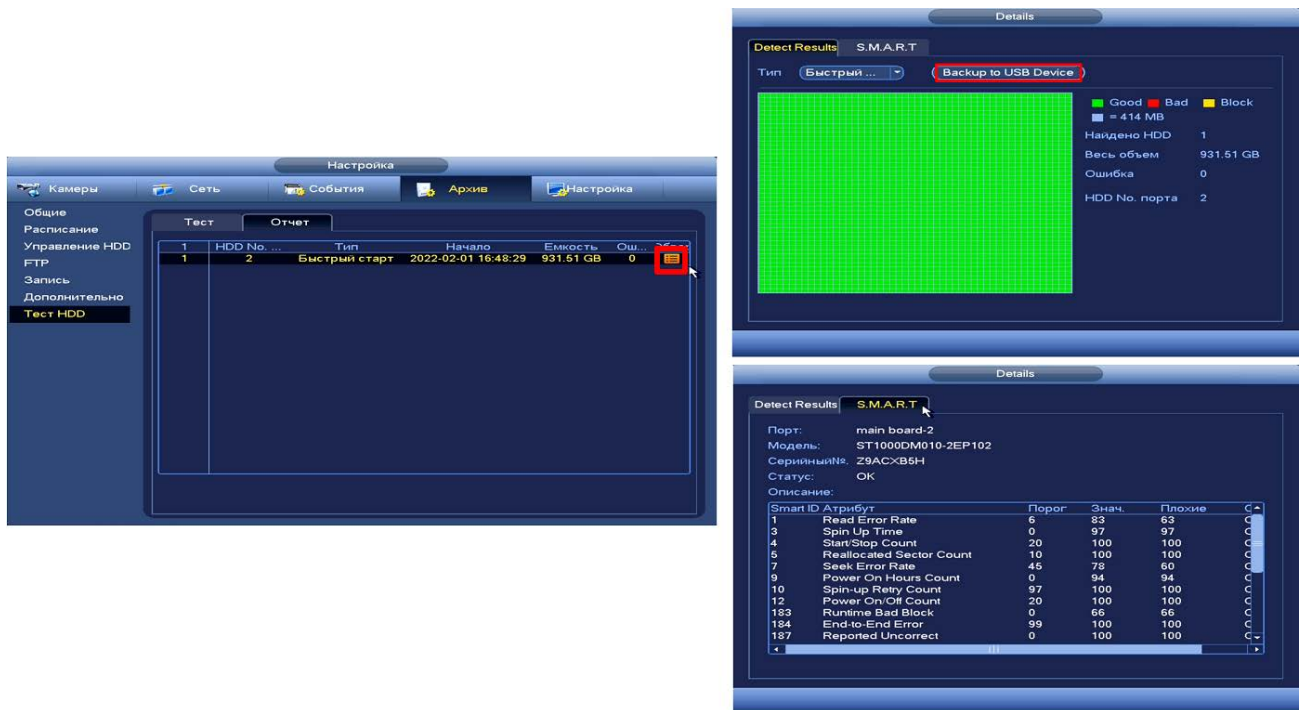 Настройка
Камеры Сеть События Архив Настройка
Общие
Расписание
Управление HDD
FTP
Запись
Дополнительно
Тест HDD
Тест Отчет
1 HDD No. ... Тип Начало Емкость Ош...
1 2 Быстрый старт 2022-02-01 16:48:29 931.51 GB 0
Details
Detect Results S.M.A.R.T
Тип Быстрый ... Backup to USB Device
Good Bad Block
= 414 MB
Найдено HDD 1
Весь объем 931.51 GB
Ошибка 0
HDD No. порта 2
Details
Detect Results S.M.A.R.T
Порт: main board-2
Модель: ST1000DM010-2EP102
Серийный№. Z9ACXB5H
Статус: OK
Описание:
Smart ID Атрибут Порог Знач. Плохие
1 Read Error Rate 6 83 63
3 Spin Up Time 0 97 97
4 Start/Stop Count 20 100 100
5 Reallocated Sector Count 10 100 100
7 Seek Error Rate 45 78 60
9 Power On Hours Count 0 94 94
10 Spin-up Retry Count 97 100 100
12 Power On/Off Count 20 100 100
183 Runtime Bad Block 0 66 66
184 End-to-End Error 99 100 100
187 Reported Uncorrect 0 100 100